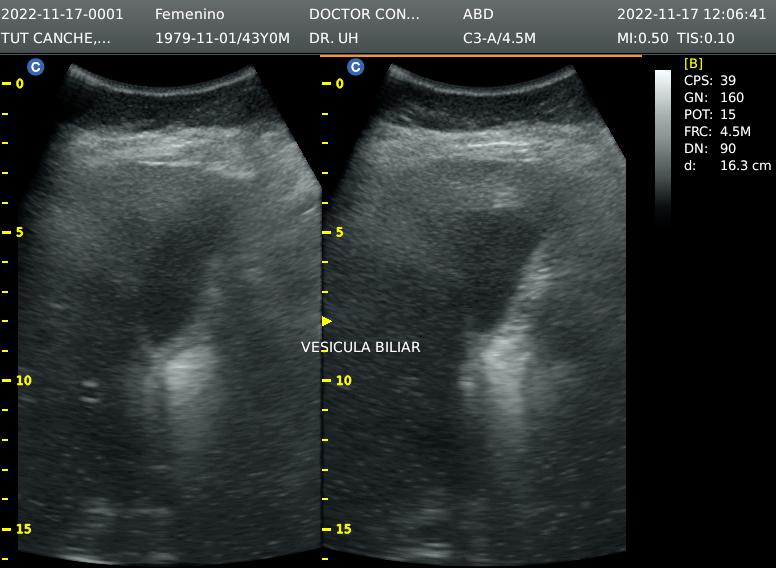 2022-11-17-0001 Femenino DOCTOR CON... ABD 2022-11-17 12:06:41
TUT CANCHE,... 1979-11-01/43Y0M DR. UH C3-A/4.5M MI:0.50 TIS:0.10
C C [B]
0 0 CPS: 39
GN: 160
POT: 15
FRC: 4.5M
DN: 90
d: 16.3 cm
5 5
VESICULA BILIAR
10 10
15 15